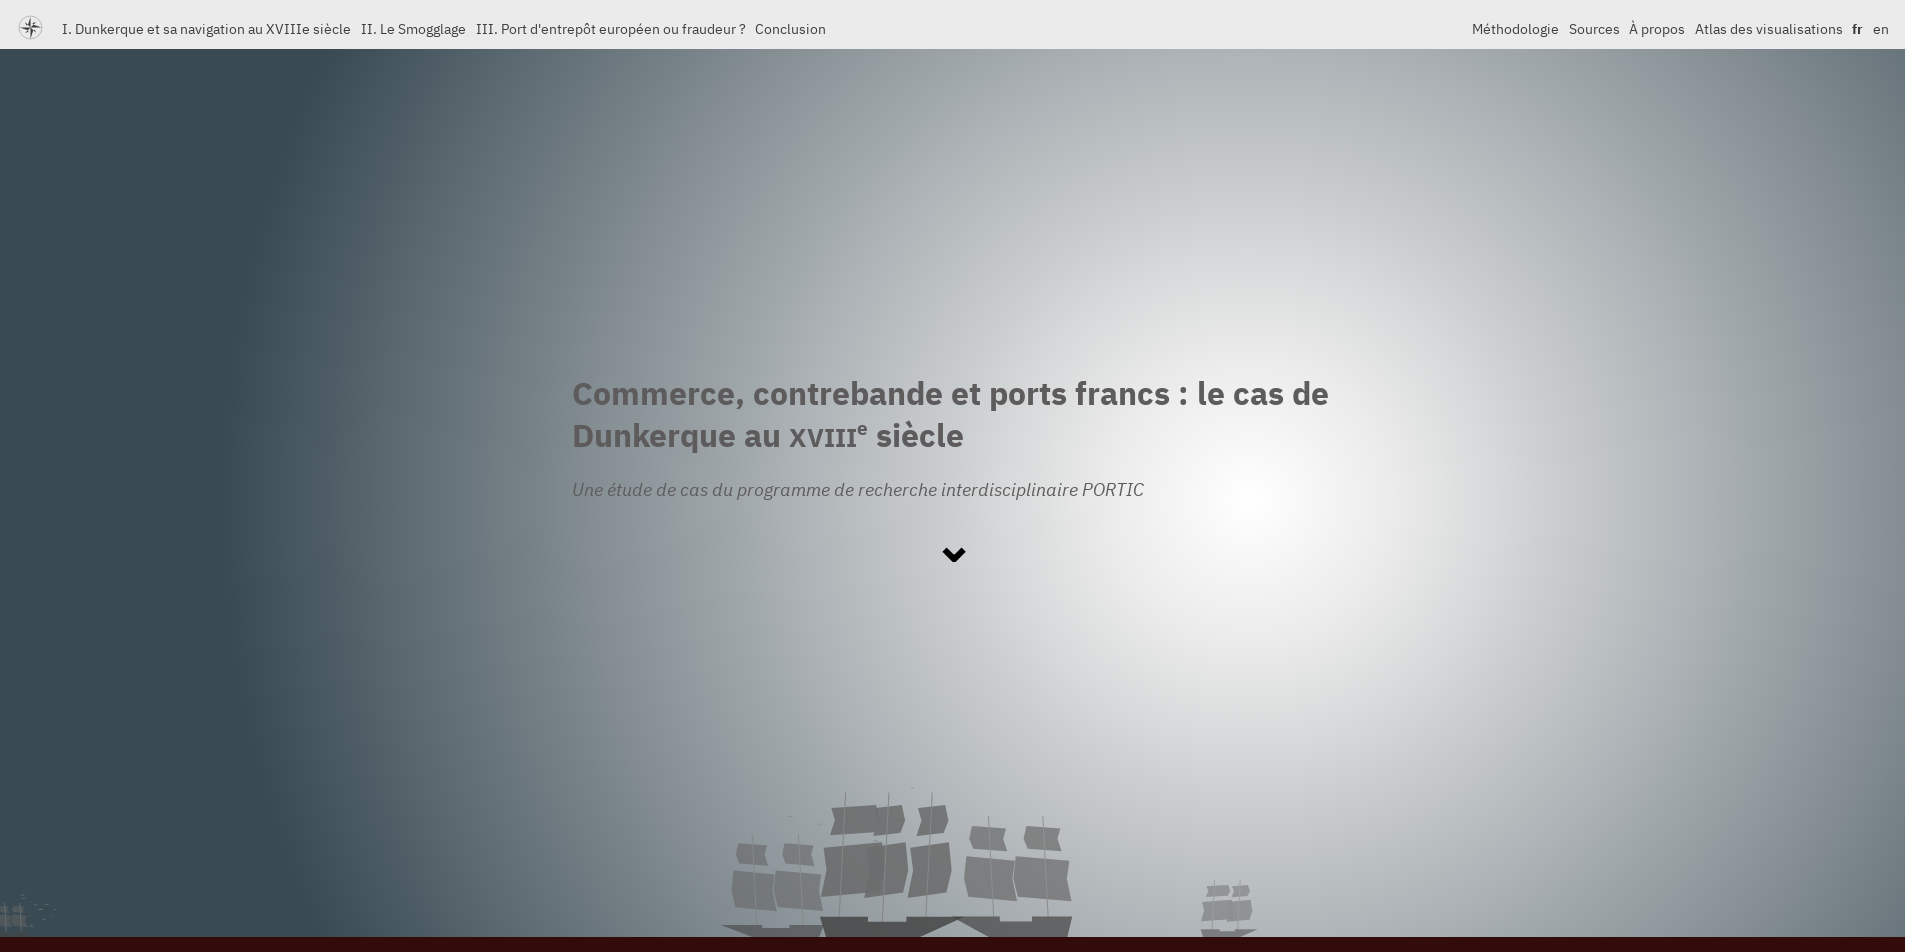 I. Dunkerque et sa navigation au XVIIIe siècle II. Le Smogglage III. Port d'entrepôt européen ou fraudeur ? Conclusion Méthodologie Sources À propos Atlas des visualisations fr en
Commerce, contrebande et ports francs : le cas de
Dunkerque au XVIIIe siècle
Une étude de cas du programme de recherche interdisciplinaire PORTIC